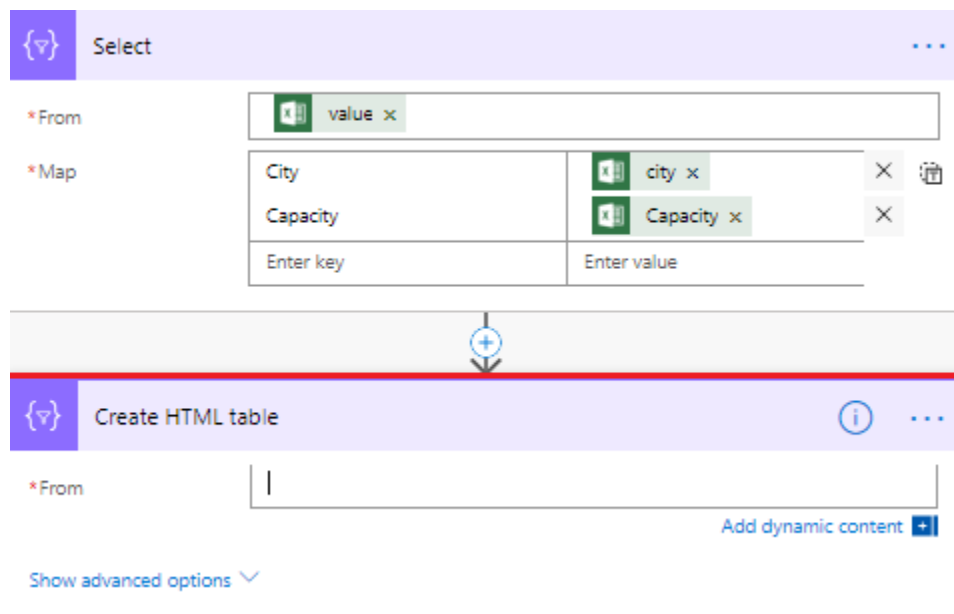 Select
*From
value ×
*Map
City
city ×
Capacity
Capacity ×
Enter key
Enter value
Create HTML table
*From
Add dynamic content
Show advanced options